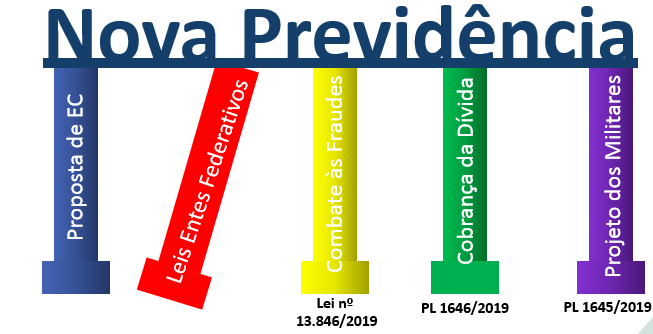 Nova Previdência
Proposta de EC
Leis Entes Federativos
Combate às Fraudes
Cobrança da Dívida
Projeto dos Militares
Lei nº
13.846/2019
PL 1646/2019
PL 1645/2019